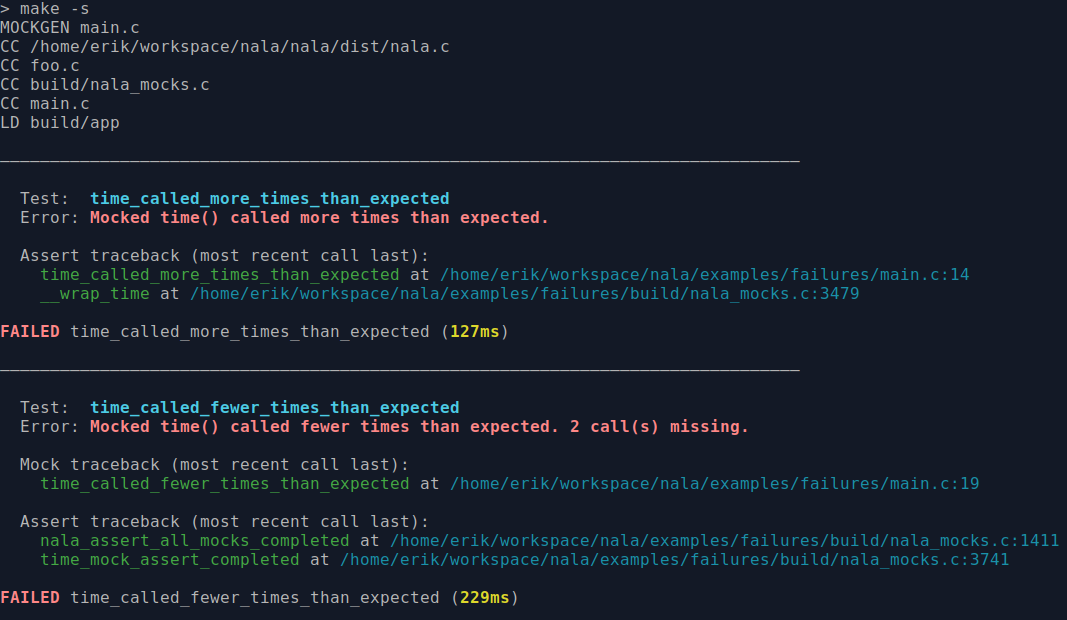 > make -s
MOCKGEN main.c
CC /home/erik/workspace/nala/nala/dist/nala.c
CC foo.c
CC build/nala_mocks.c
CC main.c
LD build/app
________________________________________________________________________________
Test:  time_called_more_times_than_expected
Error: Mocked time() called more times than expected.
Assert traceback (most recent call last):
time_called_more_times_than_expected at /home/erik/workspace/nala/examples/failures/main.c:14
__wrap_time at /home/erik/workspace/nala/examples/failures/build/nala_mocks.c:3479
FAILED time_called_more_times_than_expected (127ms)
________________________________________________________________________________
Test:  time_called_fewer_times_than_expected
Error: Mocked time() called fewer times than expected. 2 call(s) missing.
Mock traceback (most recent call last):
time_called_fewer_times_than_expected at /home/erik/workspace/nala/examples/failures/main.c:19
Assert traceback (most recent call last):
nala_assert_all_mocks_completed at /home/erik/workspace/nala/examples/failures/build/nala_mocks.c:1411
time_mock_assert_completed at /home/erik/workspace/nala/examples/failures/build/nala_mocks.c:3741
FAILED time_called_fewer_times_than_expected (229ms)